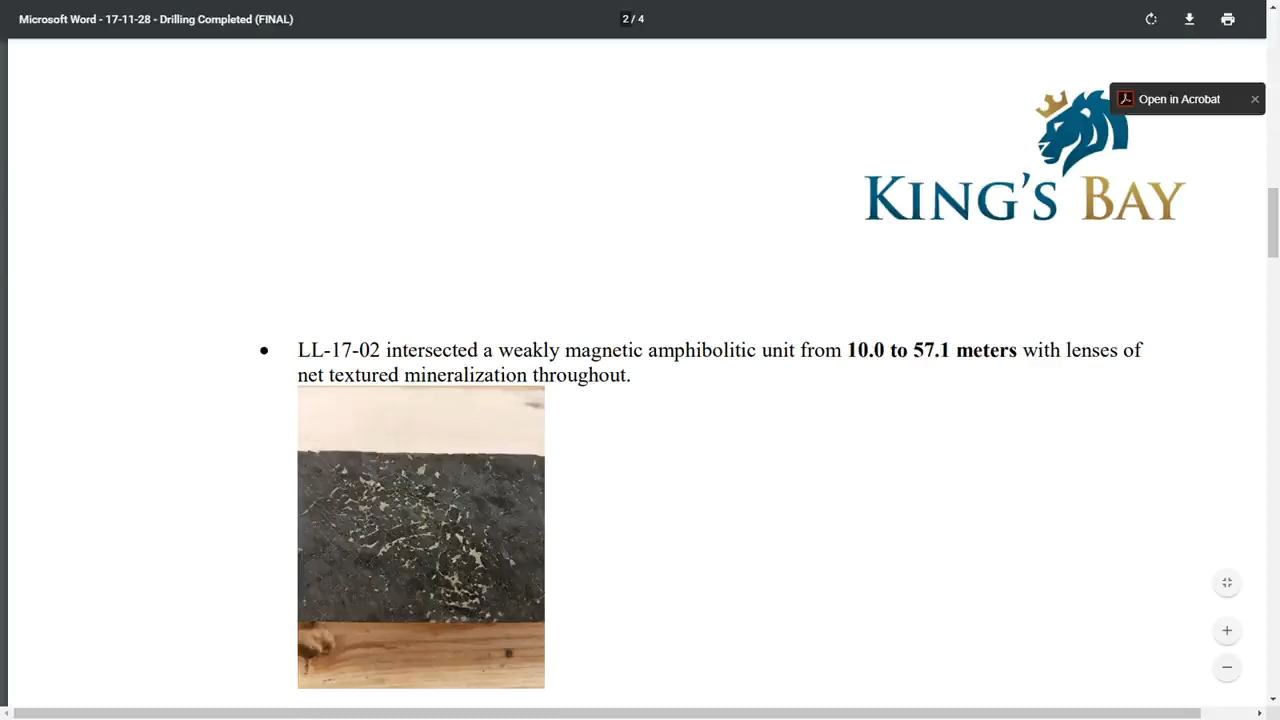 Microsoft Word - 17-11-28 - Drilling Completed (FINAL)
2 / 4
Open in Acrobat
KING'S BAY
LL-17-02 intersected a weakly magnetic amphibolitic unit from 10.0 to 57.1 meters with lenses of
net textured mineralization throughout.